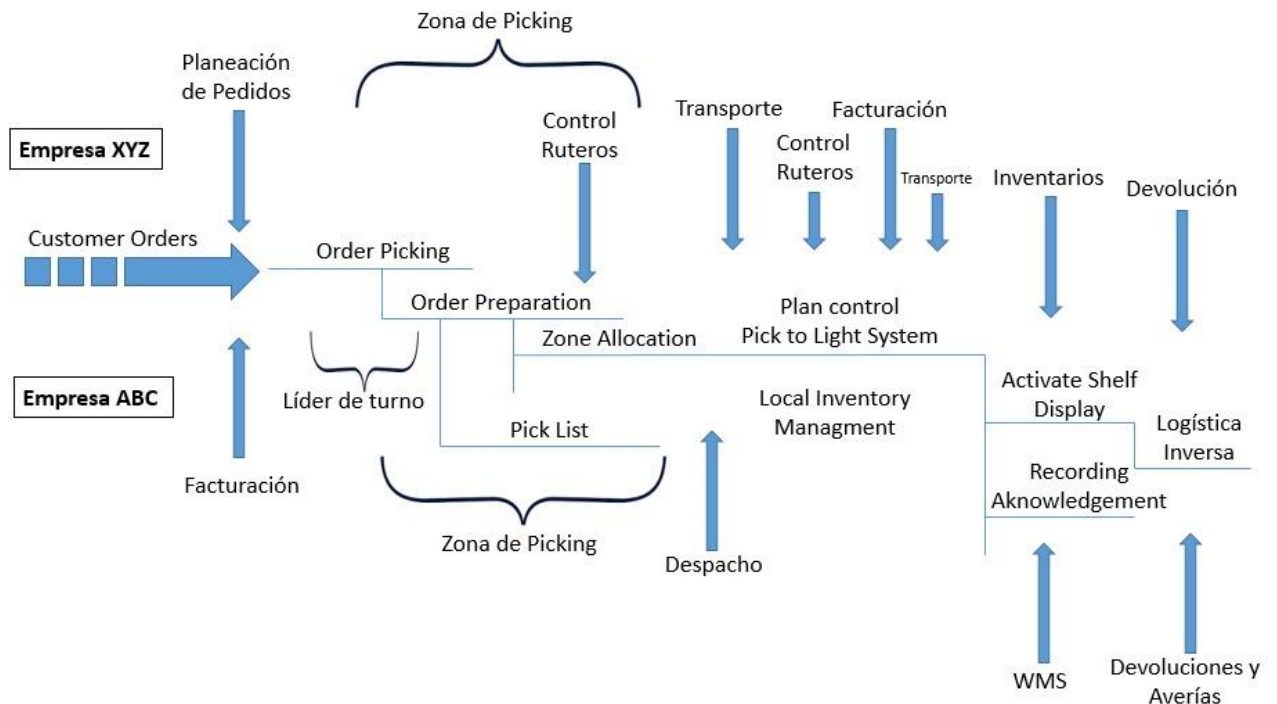 Zona de Picking
Planeación
de Pedidos
Empresa XYZ
Control
Ruteros
Transporte
Control
Ruteros
Facturación
Transporte
Inventarios
Devolución
Customer Orders
Order Picking
Order Preparation
Zone Allocation
Plan control
Pick to Light System
Empresa ABC
Líder de turno
Pick List
Local Inventory
Managment
Activate Shelf
Display
Logística
Inversa
Recording
Aknowledgement
Facturación
Zona de Picking
Despacho
WMS
Devoluciones y
Averías